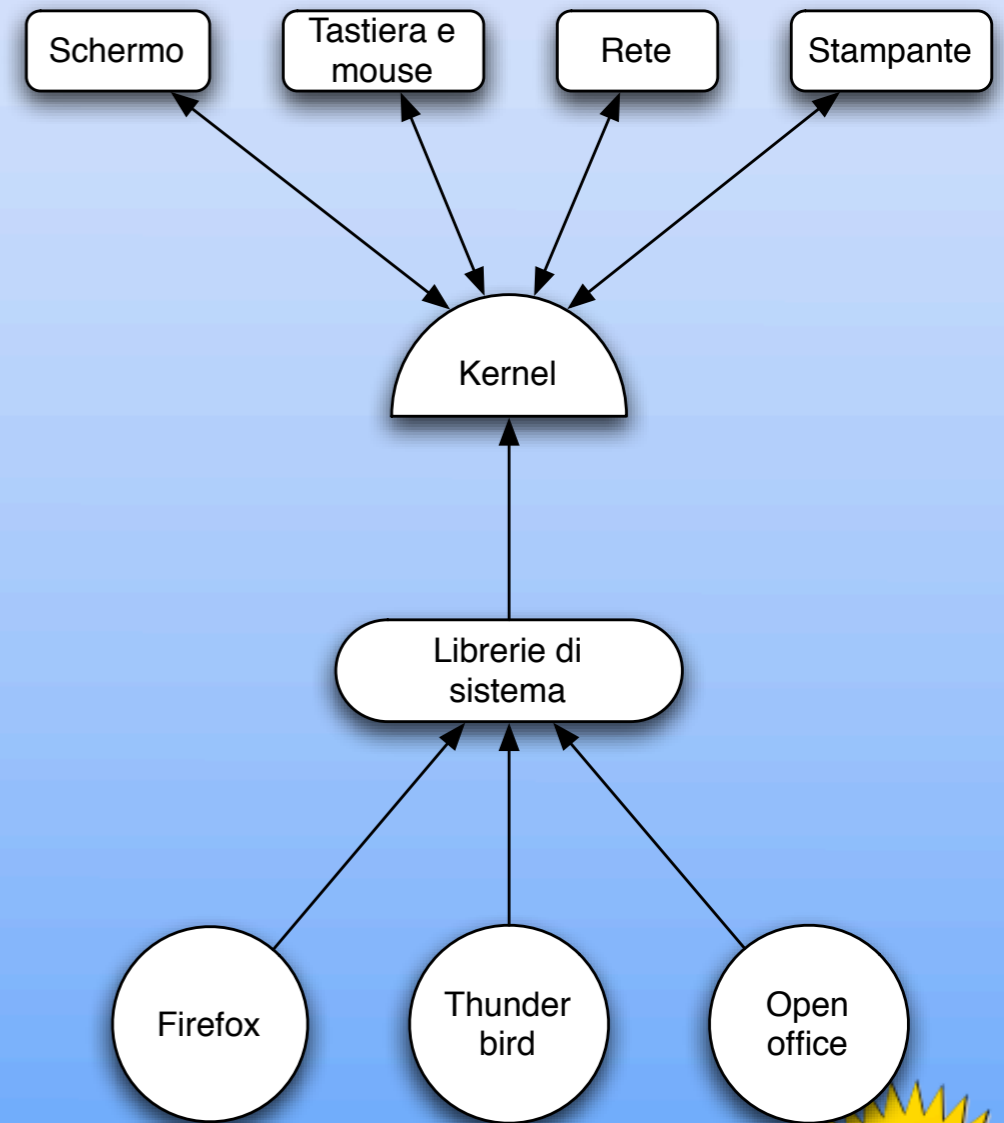 Schermo
Tastiera e
mouse
Rete
Stampante
Kernel
Librerie di
sistema
Firefox
Thunder
bird
Open
office